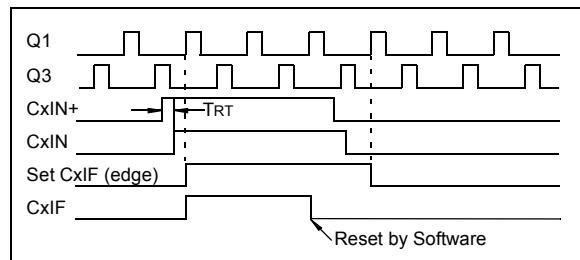 Q1
Q3
CxIN+
TRT
CxIN
Set CxIF (edge)
CxIF
Reset by Software